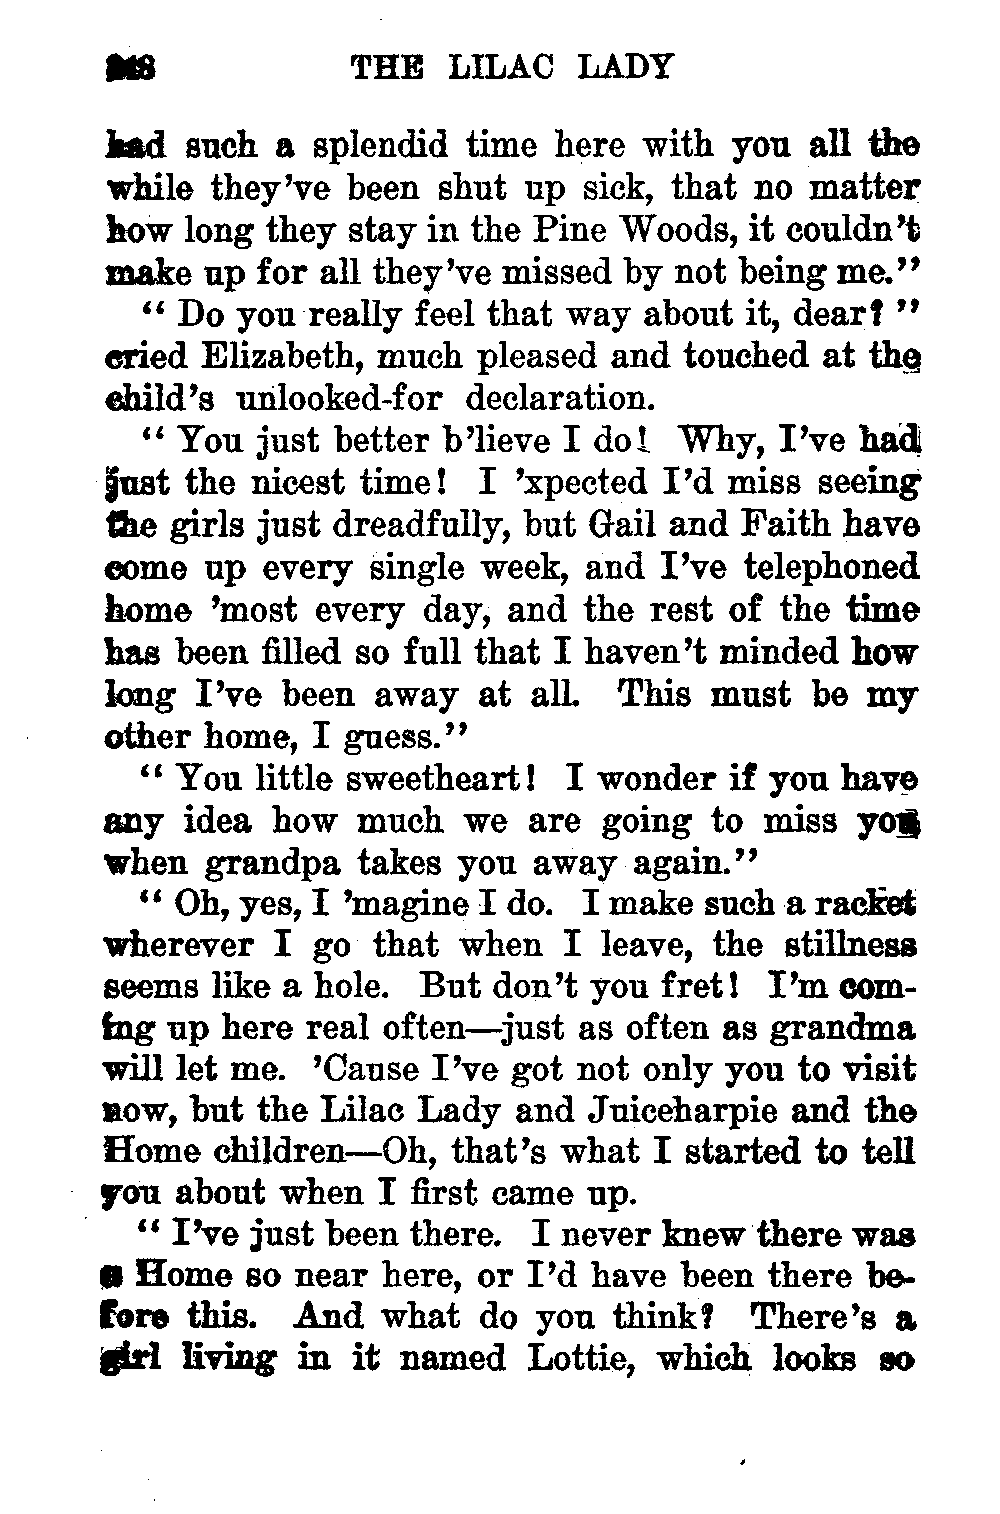 THE LILAC LADY
had such a splendid time here with you all the
while they've been shut up sick, that no matter
how long they stay in the Pine Woods, it couldn't
make up for all they've missed by not being me."
" Do you really feel that way about it, dear? "
cried Elizabeth, much pleased and touched at the
child's unlooked-for declaration.
" You just better b'lieve I do! Why, I've had
just the nicest time! I 'xpected I'd miss seeing
the girls just dreadfully, but Gail and Faith have
come up every single week, and I've telephoned
home 'most every day, and the rest of the time
has been filled so full that I haven't minded how
long I've been away at all. This must be my
other home, I guess."
" You little sweetheart! I wonder if you have
any idea how much we are going to miss you
when grandpa takes you away again."
" Oh, yes, I 'magine I do. I make such a racket
wherever I go that when I leave, the stillness
seems like a hole. But don't you fret! I'm com-
ing up here real often—just as often as grandma
will let me. 'Cause I've got not only you to visit
now, but the Lilac Lady and Juiceharpie and the
Home children—Oh, that's what I started to tell
you about when I first came up.
" I've just been there. I never knew there was
a Home so near here, or I'd have been there be-
fore this. And what do you think? There's a
girl living in it named Lottie, which looks so